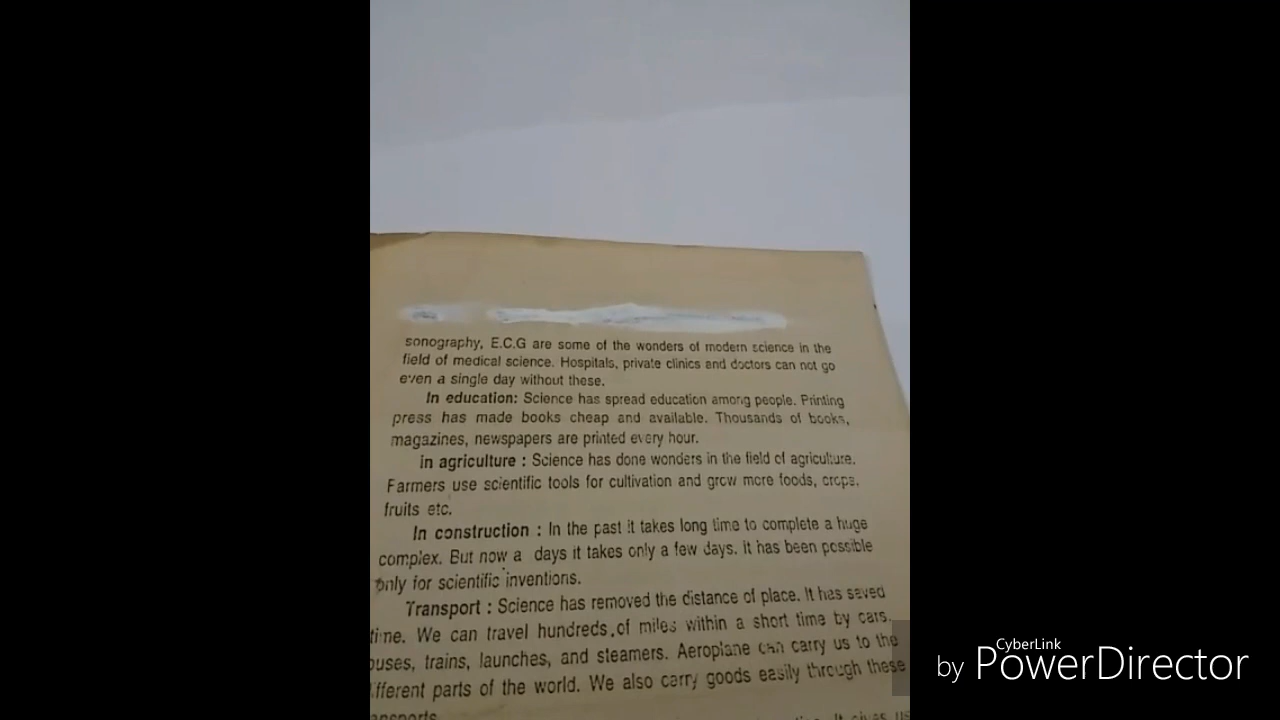 sonography, E.C.G are some of the wonders of modern science in the
field of medical science. Hospitals, private clinics and doctors can not go
even a single day without these.
In education: Science has spread education among people. Printing
press has made books cheap and available. Thousands of books,
magazines, newspapers are printed every hour.
in agriculture : Science has done wonders in the field of agriculture.
Farmers use scientific tools for cultivation and grow more foods, crops,
fruits etc.
In construction : In the past it takes long time to complete a huge
complex. But now a days it takes only a few days. It has been possible
only for scientific inventions.
Transport : Science has removed the distance of place. It has saved
time. We can travel hundreds of miles within a short time by cars,
buses, trains, launches, and steamers. Aeroplane can carry us to the
ifferent parts of the world. We also carry goods easily through these
CyberLink
by PowerDirector